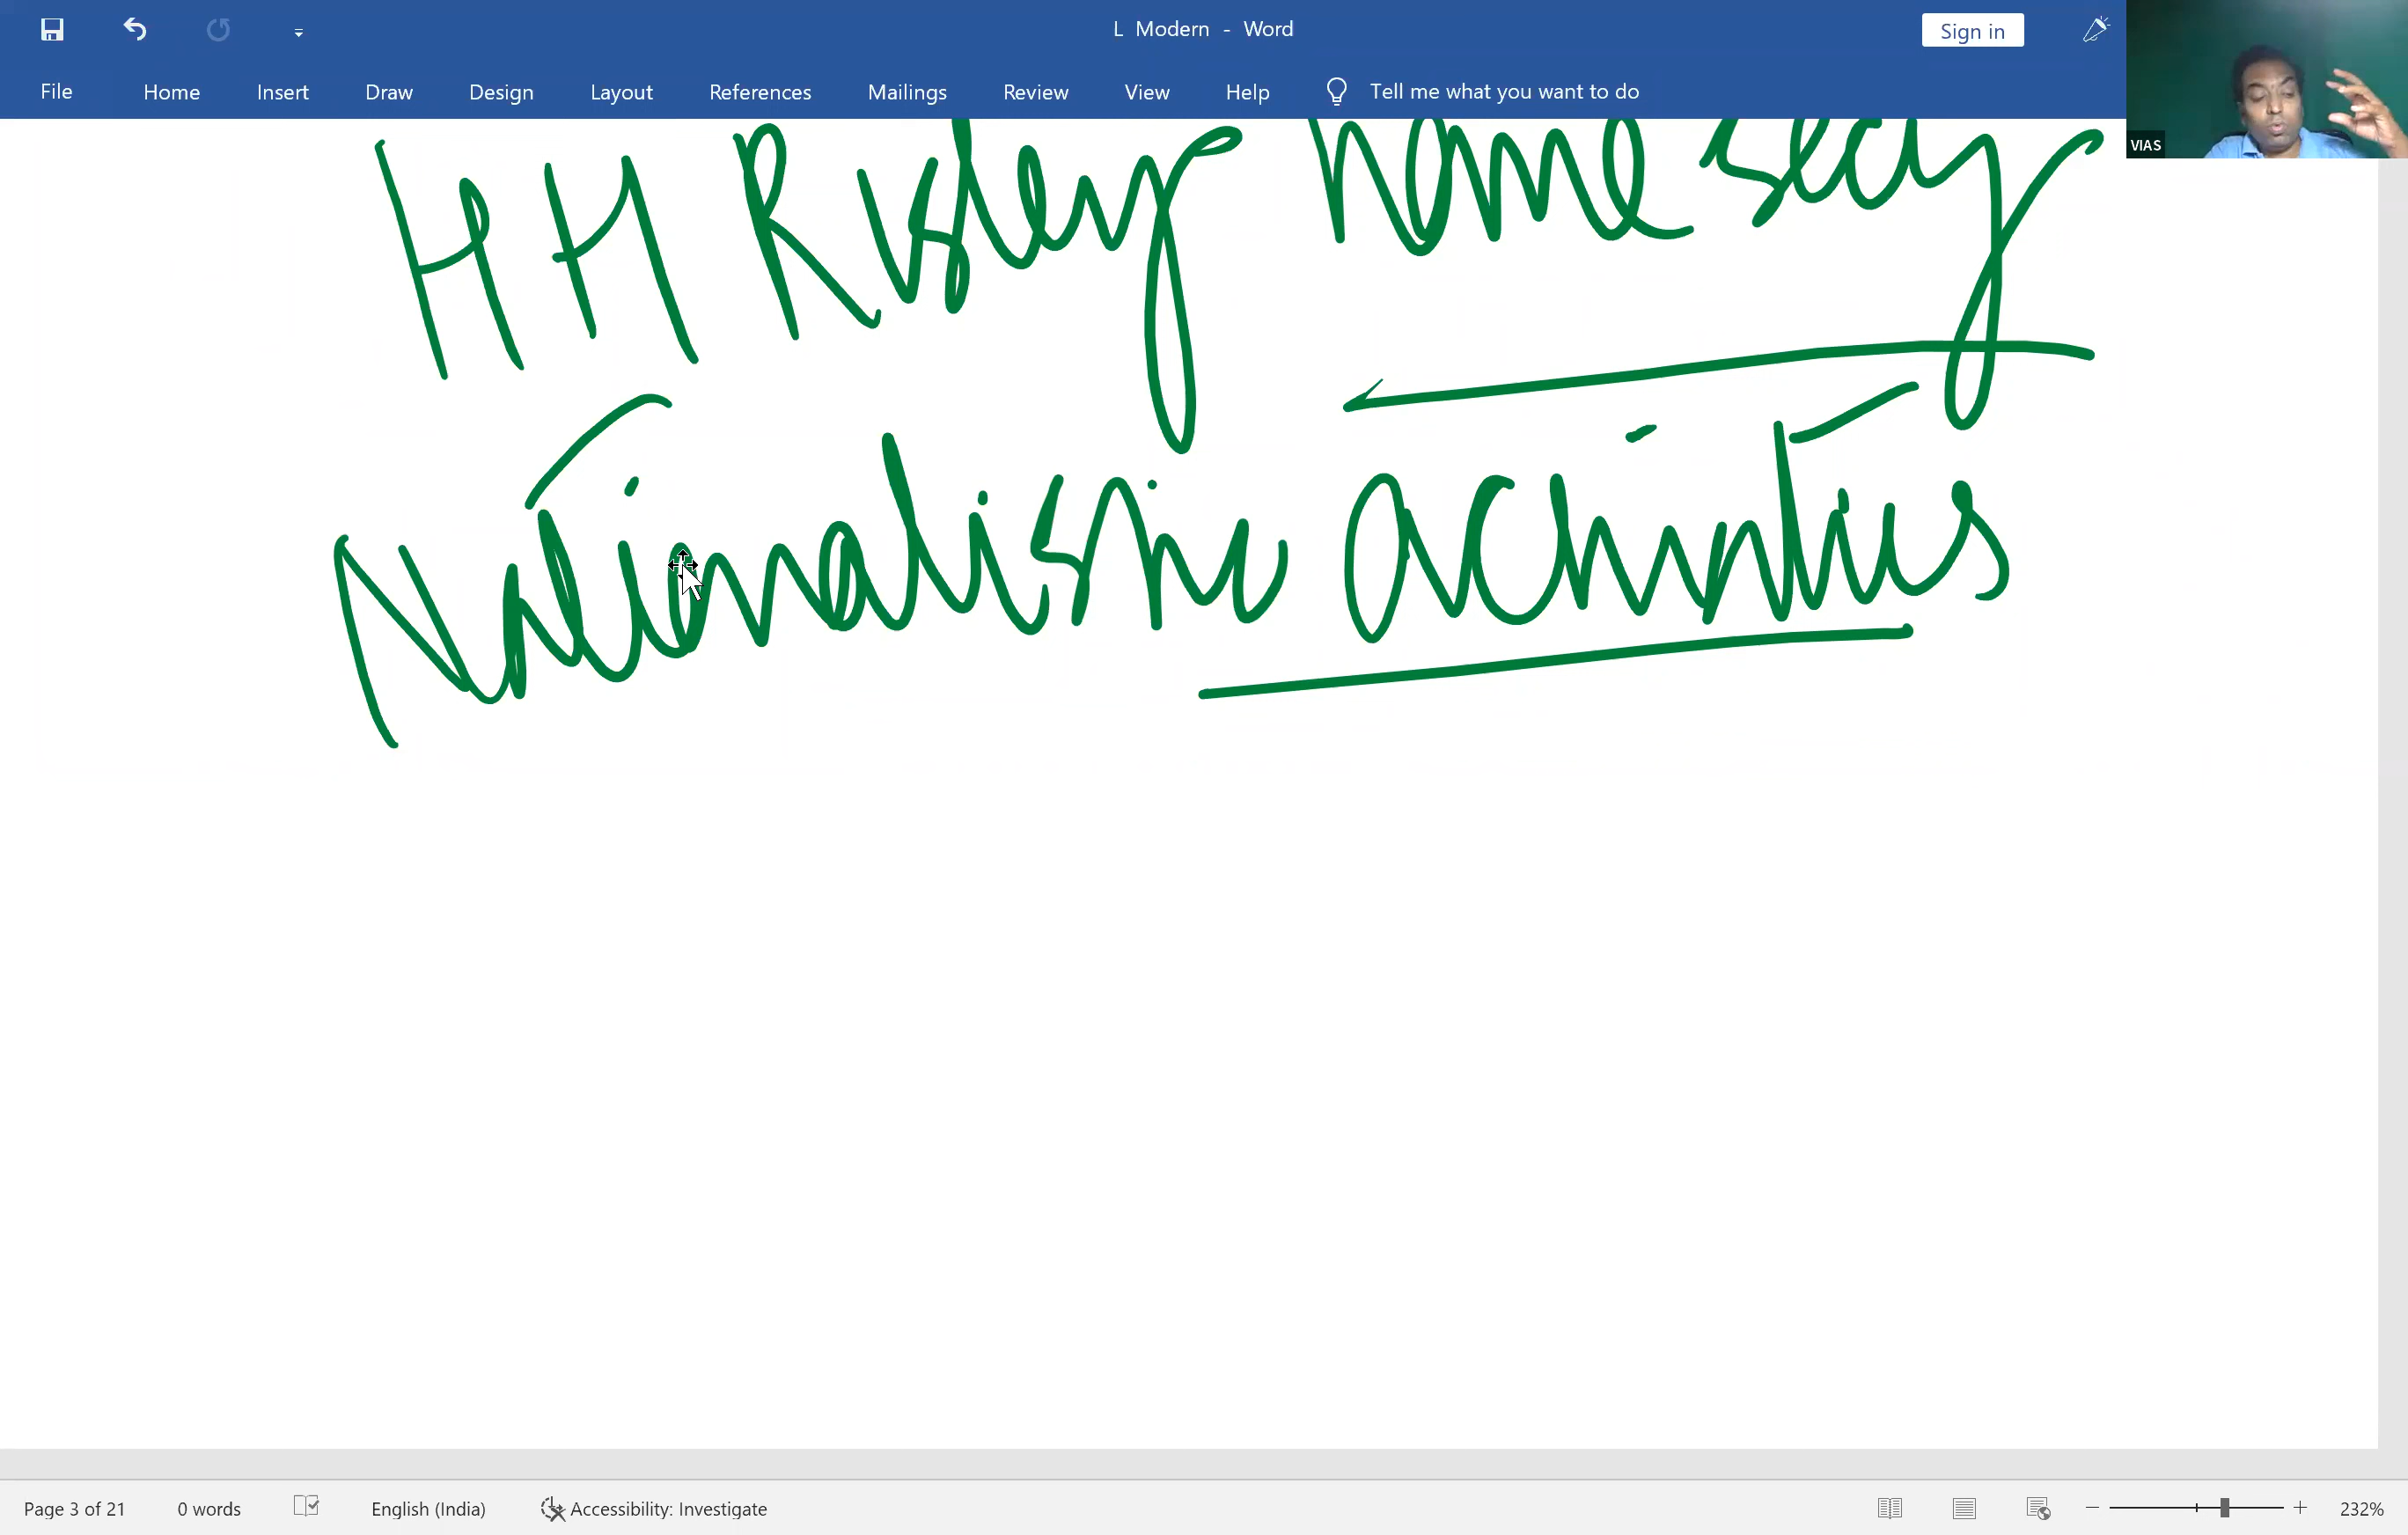 L Modern - Word
Sign in
File Home Insert Draw Design Layout References Mailings Review View Help Tell me what you want to do
VIAS
H H Risley home secy
Nationalistic activities
Page 3 of 21 0 words English (India) Accessibility: Investigate 232%